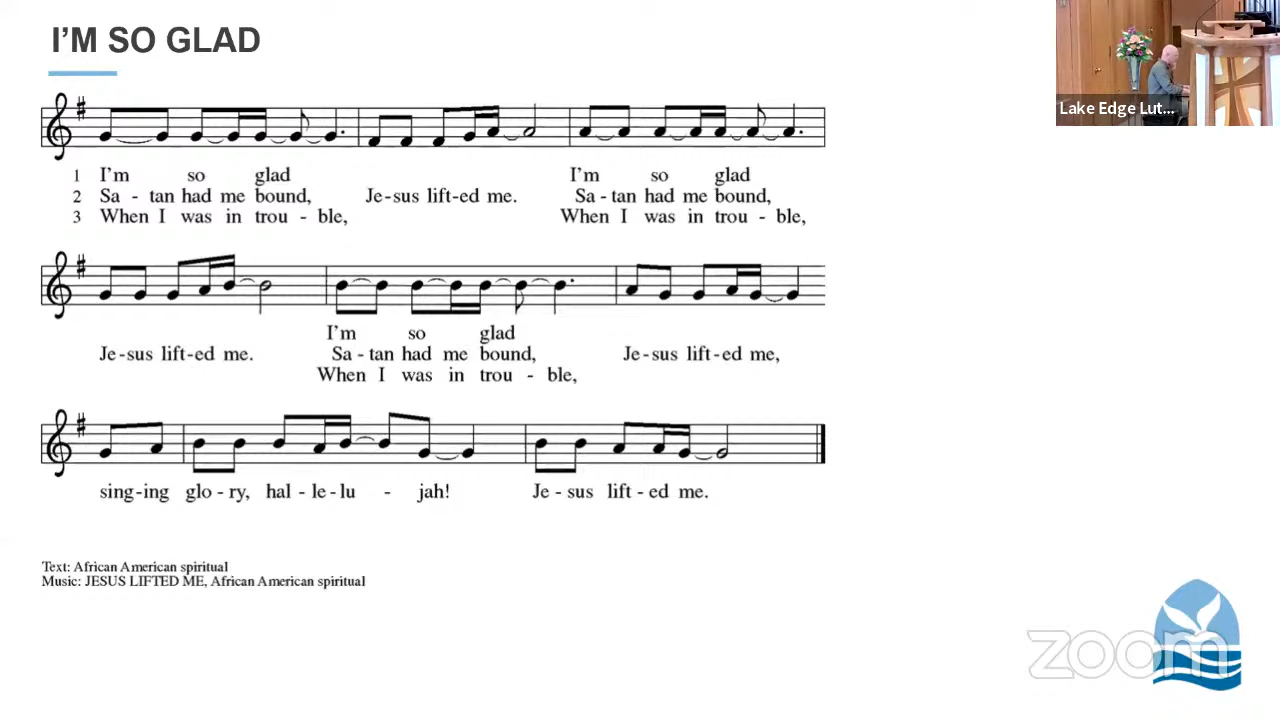 I'M SO GLAD
Lake Edge Lut...
1 I'm so glad I'm so glad
2 Sa - tan had me bound, Je-sus lift-ed me. Sa - tan had me bound,
3 When I was in trou - ble, When I was in trou - ble,
I'm so glad
Je-sus lift-ed me. Sa - tan had me bound, Je-sus lift-ed me,
When I was in trou - ble,
sing-ing glo - ry, hal - le - lu - jah! Je - sus lift - ed me.
Text: African American spiritual
Music: JESUS LIFTED ME, African American spiritual
zoom